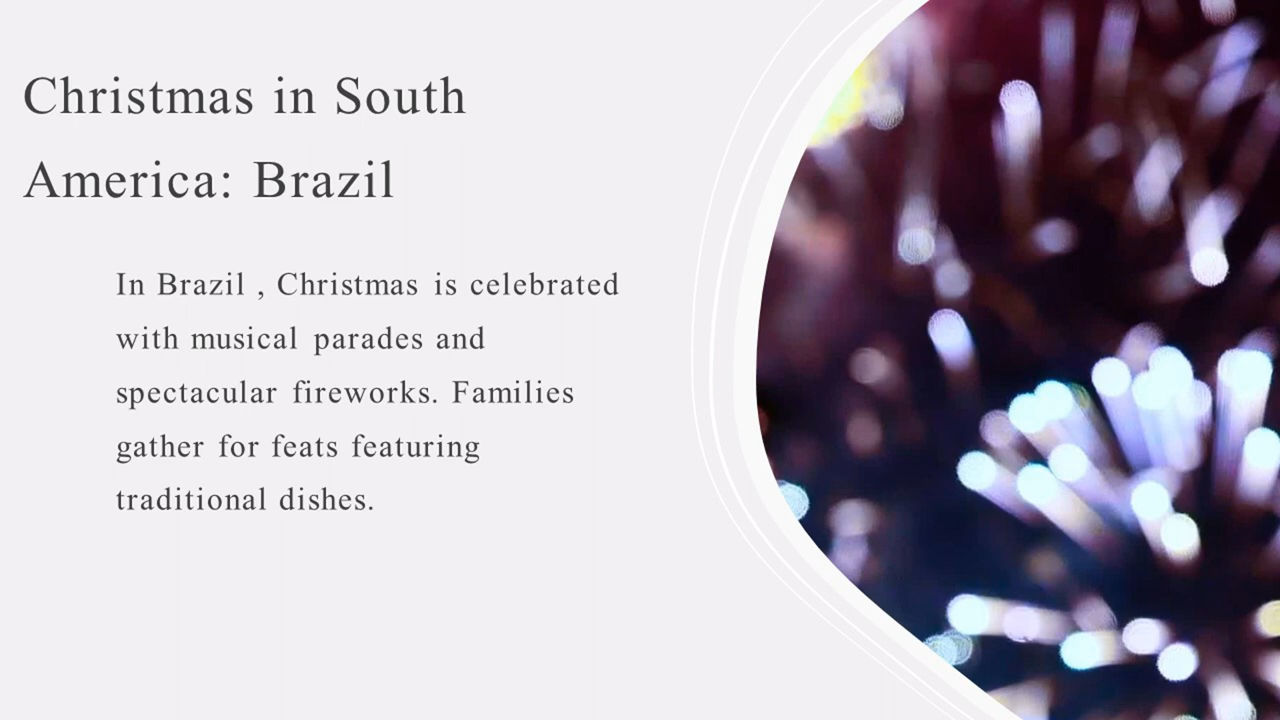 Christmas in South
America: Brazil
In Brazil , Christmas is celebrated
with musical parades and
spectacular fireworks. Families
gather for feats featuring
traditional dishes.